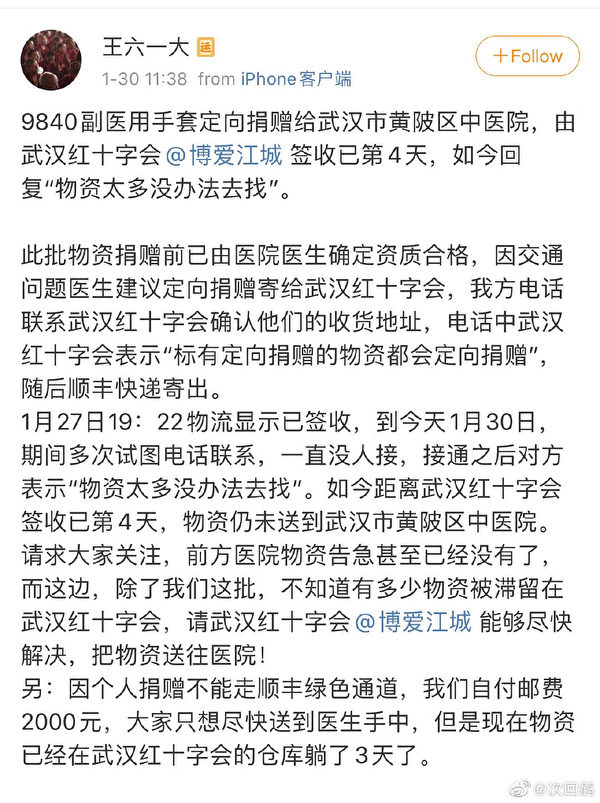 王六一大 运
1-30 11:38 from iPhone客户端
+Follow
9840副医用手套定向捐赠给武汉市黄陂区中医院，由
武汉红十字会@博爱江城 签收已第4天，如今回
复“物资太多没办法去找”。
此批物资捐赠前已由医院医生确定资质合格，因交通
问题医生建议定向捐赠寄给武汉红十字会，我方电话
联系武汉红十字会确认他们的收货地址，电话中武汉
红十字会表示“标有定向捐赠的物资都会定向捐赠”，
随后顺丰快递寄出。
1月27日19：22物流显示已签收，到今天1月30日，
期间多次试图电话联系，一直没人接，接通之后对方
表示“物资太多没办法去找”。如今距离武汉红十字会
签收已第4天，物资仍未送到武汉市黄陂区中医院。
请求大家关注，前方医院物资告急甚至已经没有了，
而这边，除了我们这批，不知道有多少物资被滞留在
武汉红十字会，请武汉红十字会@博爱江城 能够尽快
解决，把物资送往医院！
另：因个人捐赠不能走顺丰绿色通道，我们自付邮费
2000元，大家只想尽快送到医生手中，但是现在物资
已经在武汉红十字会的仓库躺了3天了。
@次回鹳